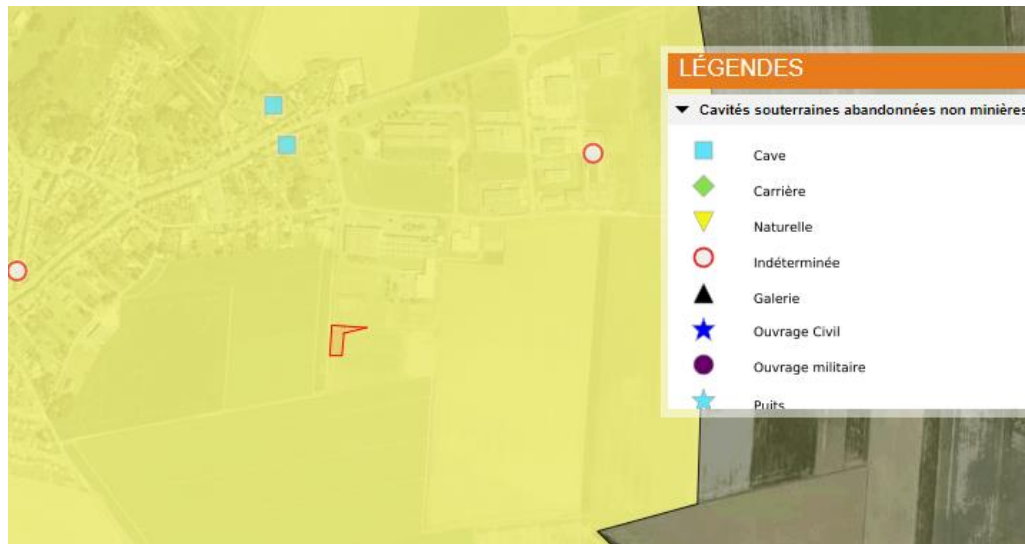 LÉGENDES
Cavités souterraines abandonnées non minières
Cave
Carrière
Naturelle
Indéterminée
Galerie
Ouvrage Civil
Ouvrage militaire
Puits